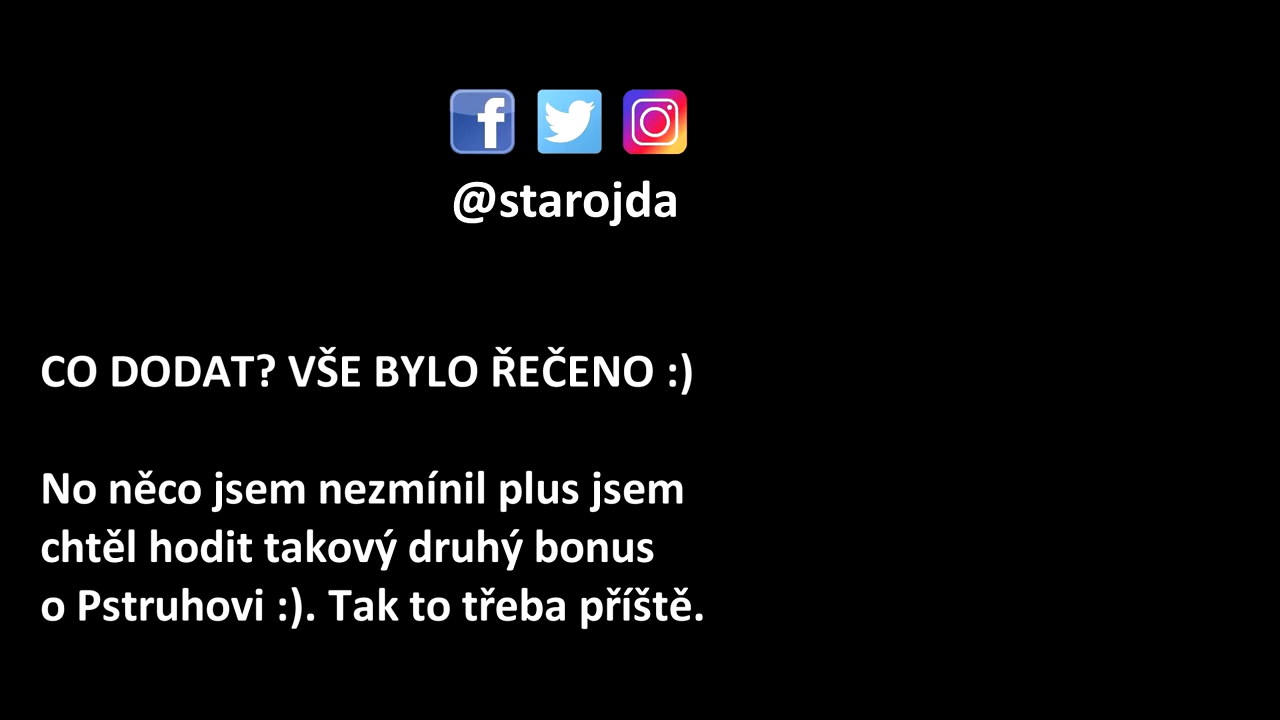 @starojda
CO DODAT? VŠE BYLO ŘEČENO :)
No něco jsem nezmínil plus jsem
chtěl hodit takový druhý bonus
o Pstruhovi :). Tak to třeba příště.